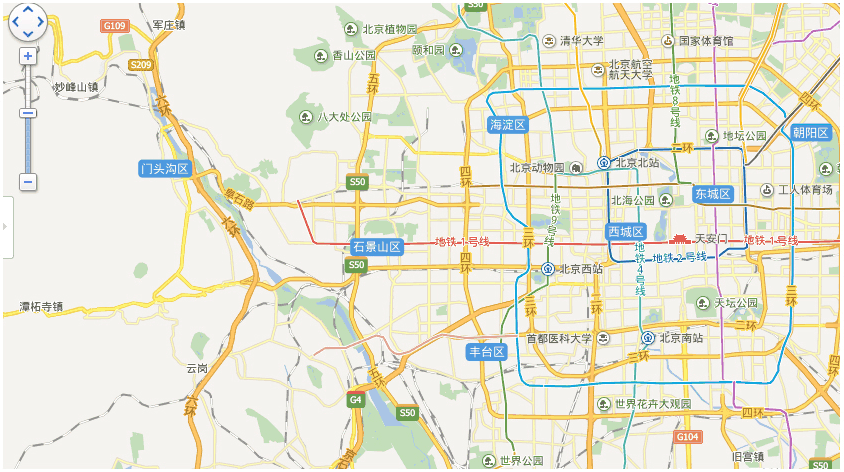 S50
G109
军庄镇
北京植物园
清华大学
国家体育馆
颐和园
香山公园
S209
北京航空
航天大学
五环
妙峰山镇
地铁8号线
四环
六环
八大处公园
海淀区
朝阳区
地坛公园
二环
门头沟区
北京动物园
北京北站
四环
S50
工人体育场
阜石路
北海公园
东城区
六环
地铁9号线
西城区
三环
石景山区
地铁1号线
天安门
地铁1号线
S50
四环
地铁2号线
地铁4号线
北京西站
三环
潭柘寺镇
三环
二环
天坛公园
二环
首都医科大学
北京南站
丰台区
三环
云岗
五环
四环
G4
S50
六环
世界花卉大观园
四环
G104
世界公园
旧宫镇
S50